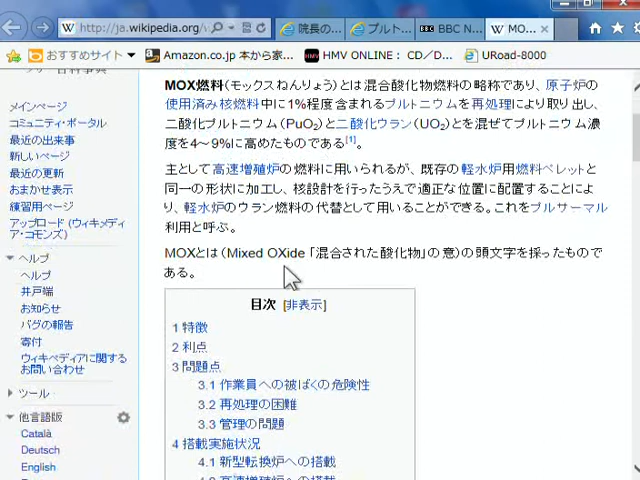 http://ja.wikipedia.org/
院長の...
プルト...
BBC NEWS
MO...
おすすめサイト
Amazon.co.jp 本から家...
HMV ONLINE： CD／D...
URoad-8000
メインページ
コミュニティ・ポータル
最近の出来事
新しいページ
最近の更新
おまかせ表示
練習用ページ
アップロード (ウィキメディア・コモンズ)
ヘルプ
ヘルプ
井戸端
お知らせ
バグの報告
寄付
ウィキペディアに関するお問い合わせ
ツール
他言語版
Català
Deutsch
English
MOX燃料（モックスねんりょう）とは混合酸化物燃料の略称であり、原子炉の
使用済み核燃料中に1%程度含まれるプルトニウムを再処理により取り出し、
二酸化プルトニウム（PuO2）と二酸化ウラン（UO2）とを混ぜてプルトニウム濃
度を4～9%に高めたものである[1]。
主として高速増殖炉の燃料に用いられるが、既存の軽水炉用燃料ペレットと
同一の形状に加工し、核設計を行ったうえで適正な位置に配置することによ
り、軽水炉のウラン燃料の代替として用いることができる。これをプルサーマル
利用と呼ぶ。
MOXとは（Mixed OXide 「混合された酸化物」の意）の頭文字を採ったもので
ある。
目次 [非表示]
1 特徴
2 利点
3 問題点
3.1 作業員への被ばくの危険性
3.2 再処理の困難
3.3 管理の問題
4 搭載実施状況
4.1 新型転換炉への搭載